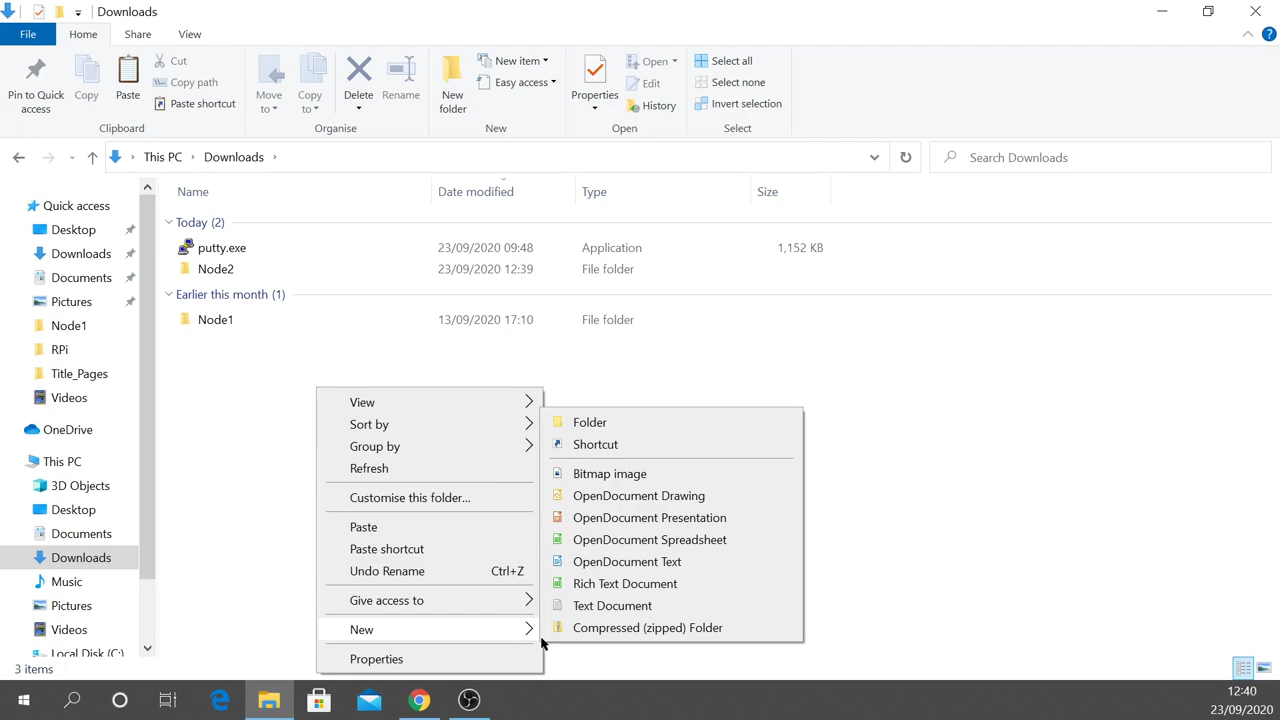 Downloads
File Home Share View
Pin to Quick access
Copy
Paste
Cut
Copy path
Paste shortcut
Clipboard
Move to
Copy to
Delete
Rename
Organise
New folder
New item
Easy access
New
Properties
Open
Edit
History
Open
Select all
Select none
Invert selection
Select
This PC Downloads
Search Downloads
Name Date modified Type Size
Today (2)
putty.exe 23/09/2020 09:48 Application 1,152 KB
Node2 23/09/2020 12:39 File folder
Earlier this month (1)
Node1 13/09/2020 17:10 File folder
Quick access
Desktop
Downloads
Documents
Pictures
Node1
RPi
Title_Pages
Videos
OneDrive
This PC
3D Objects
Desktop
Documents
Downloads
Music
Pictures
Videos
Local Disk (C:)
View
Sort by
Group by
Refresh
Customise this folder...
Paste
Paste shortcut
Undo Rename Ctrl+Z
Give access to
New
Properties
Folder
Shortcut
Bitmap image
OpenDocument Drawing
OpenDocument Presentation
OpenDocument Spreadsheet
OpenDocument Text
Rich Text Document
Text Document
Compressed (zipped) Folder
3 items
12:40
23/09/2020